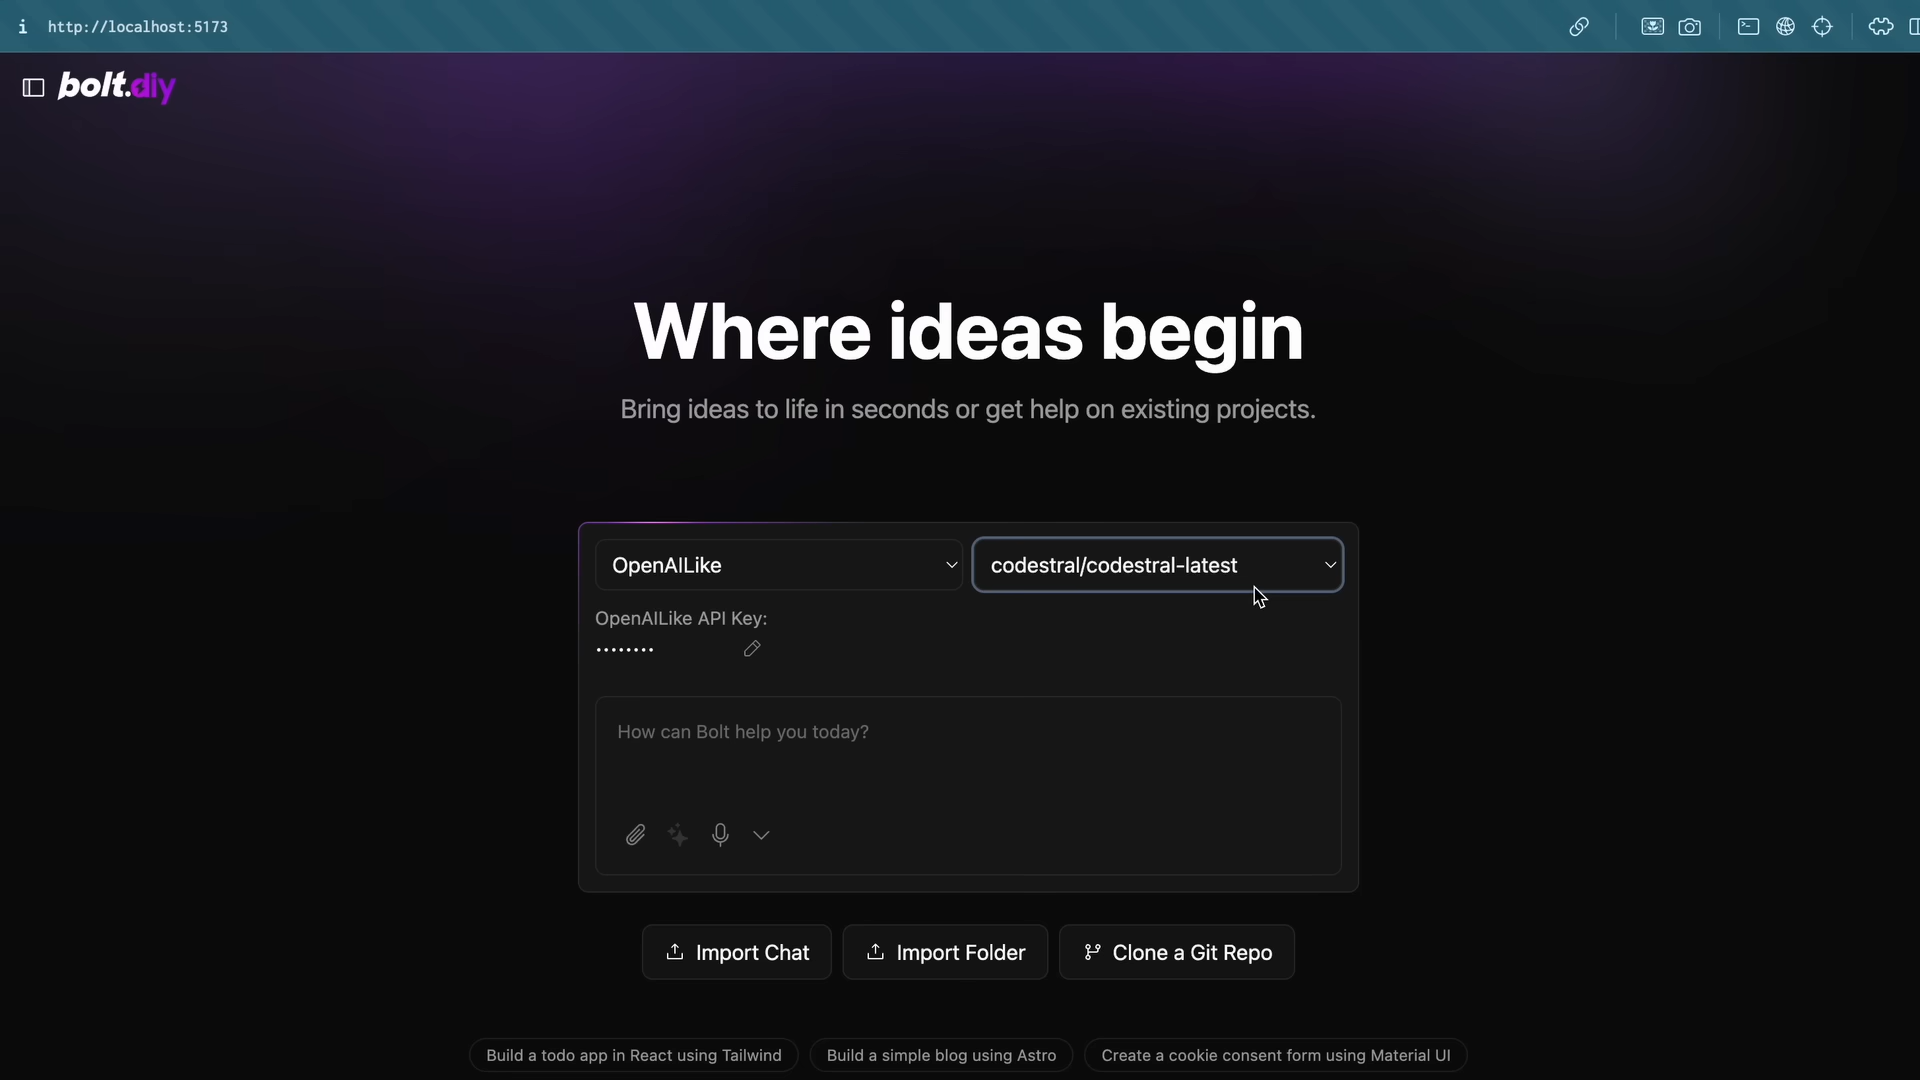 http://localhost:5173
bolt.diy
Where ideas begin
Bring ideas to life in seconds or get help on existing projects.
OpenAILike
codestral/codestral-latest
OpenAILike API Key:
••••••••
How can Bolt help you today?
Import Chat
Import Folder
Clone a Git Repo
Build a todo app in React using Tailwind
Build a simple blog using Astro
Create a cookie consent form using Material UI